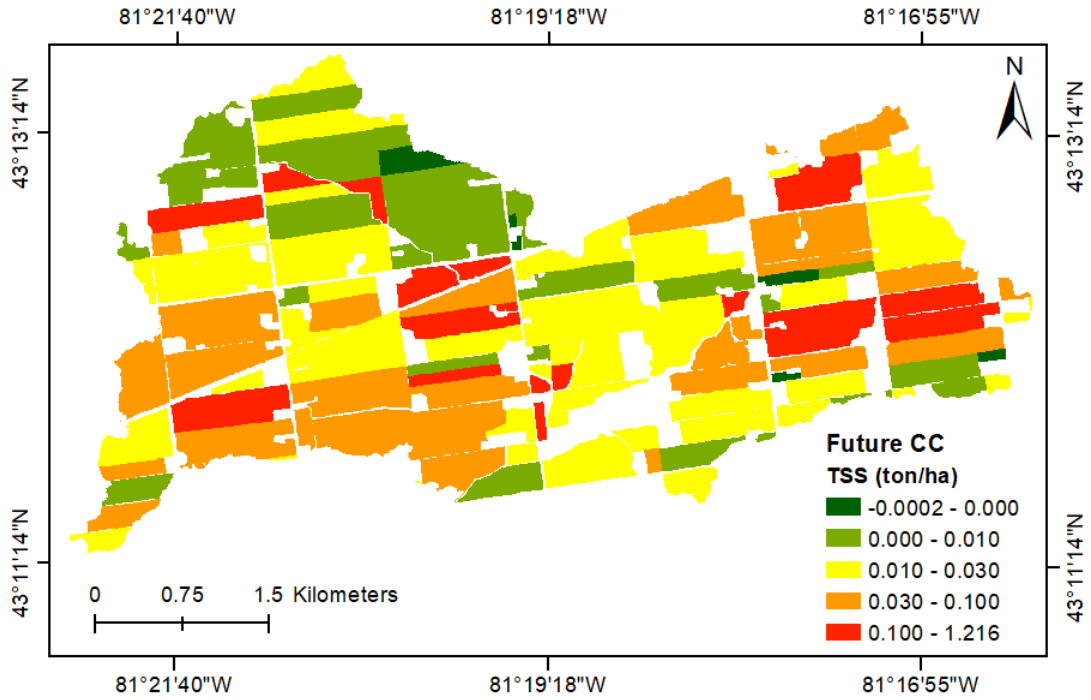 81°21'40"W 81°19'18"W 81°16'55"W
N
43°13'14"N 43°13'14"N
Future CC
TSS (ton/ha)
-0.0002 - 0.000
0.000 - 0.010
0.010 - 0.030
0.030 - 0.100
0.100 - 1.216
43°11'14"N 43°11'14"N
0 0.75 1.5 Kilometers
81°21'40"W 81°19'18"W 81°16'55"W